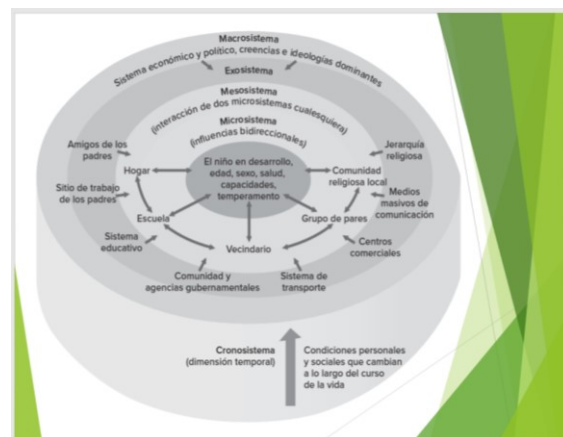 Macrosistema
Sistema económico y político, creencias e ideologías dominantes
Exosistema
Mesosistema
(interacción de dos microsistemas cualesquiera)
Microsistema
(influencias bidireccionales)
Amigos de los
padres
Jerarquía
religiosa
Hogar
El niño en desarrollo,
edad, sexo, salud,
capacidades,
temperamento
Comunidad
religiosa local
Sitio de trabajo
de los padres
Medios
masivos de
comunicación
Escuela
Grupo de pares
Sistema
educativo
Vecindario
Centros
comerciales
Comunidad y
agencias gubernamentales
Sistema de
transporte
Cronosistema
(dimensión temporal)
Condiciones personales
y sociales que cambian
a lo largo del curso
de la vida